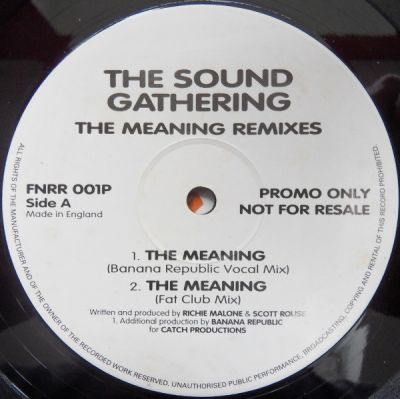 THE SOUND
GATHERING
THE MEANING REMIXES
FNRR 001P
Side A
Made in England
PROMO ONLY
NOT FOR RESALE
1. THE MEANING
(Banana Republic Vocal Mix)
2. THE MEANING
(Fat Club Mix)
Written and produced by RICHIE MALONE & SCOTT ROUSE
1. Additional production by BANANA REPUBLIC
for CATCH PRODUCTIONS
ALL RIGHTS OF THE MANUFACTURER AND OF THE OWNER OF THE RECORDED WORK RESERVED. UNAUTHORISED PUBLIC PERFORMANCE, BROADCASTING, COPYING AND RENTAL OF THIS RECORD PROHIBITED.